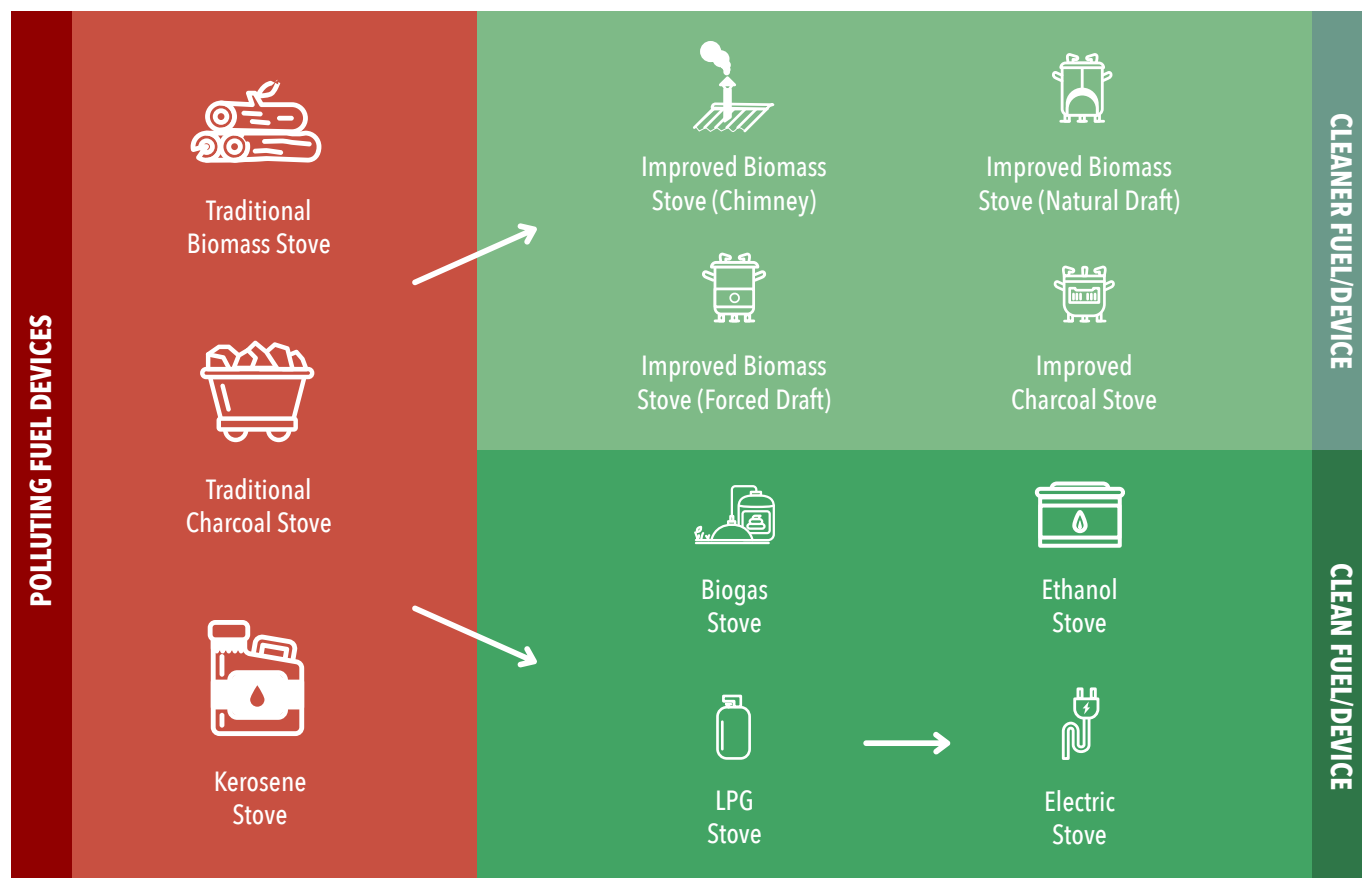 POLLUTING FUEL DEVICES
Traditional
Biomass Stove
Traditional
Charcoal Stove
Kerosene
Stove
Improved Biomass
Stove (Chimney)
Improved Biomass
Stove (Natural Draft)
Improved Biomass
Stove (Forced Draft)
Improved
Charcoal Stove
CLEANER FUEL/DEVICE
Biogas
Stove
Ethanol
Stove
LPG
Stove
Electric
Stove
CLEAN FUEL/DEVICE